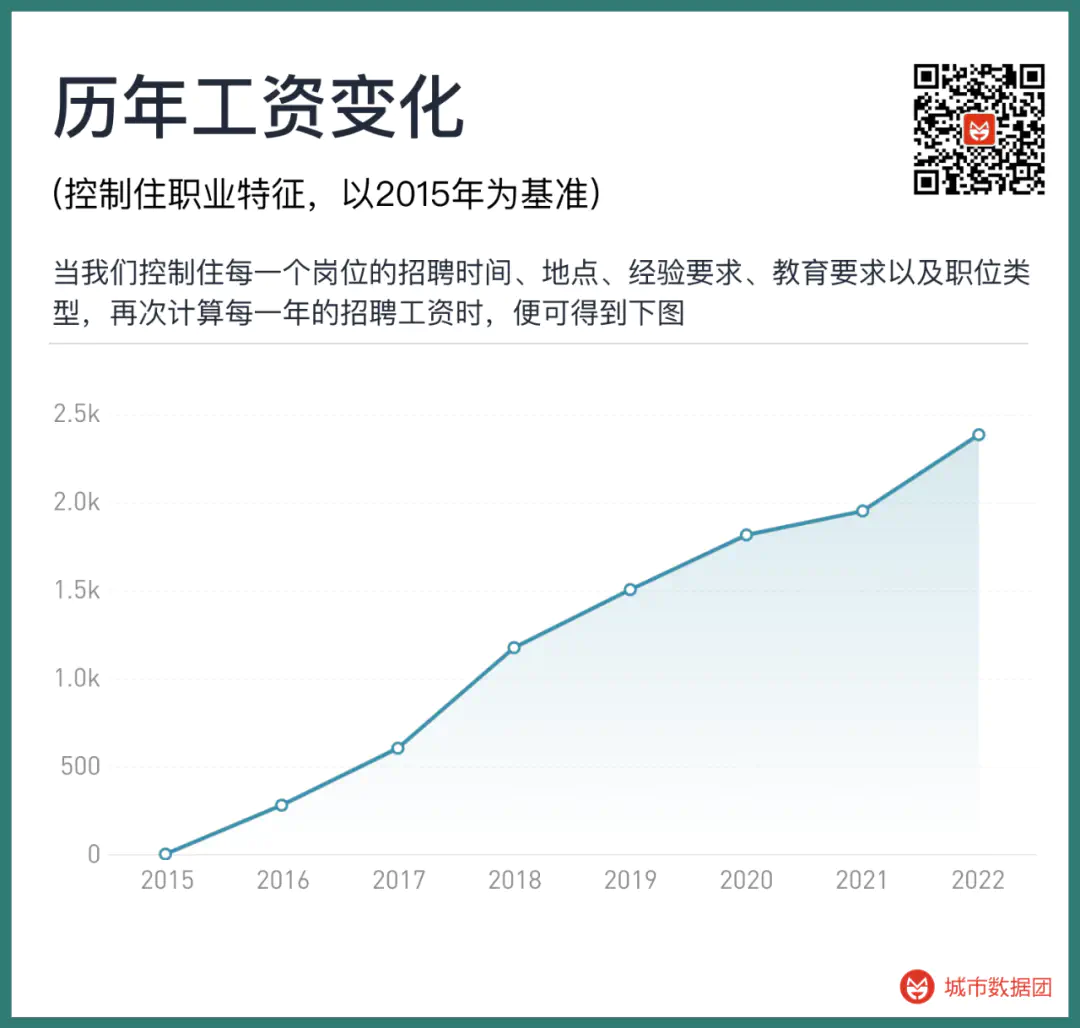 历年工资变化
(控制住职业特征，以2015年为基准)
当我们控制住每一个岗位的招聘时间、地点、经验要求、教育要求以及职位类
型，再次计算每一年的招聘工资时，便可得到下图
2.5k
2.0k
1.5k
1.0k
500
0
2015 2016 2017 2018 2019 2020 2021 2022
城市数据团